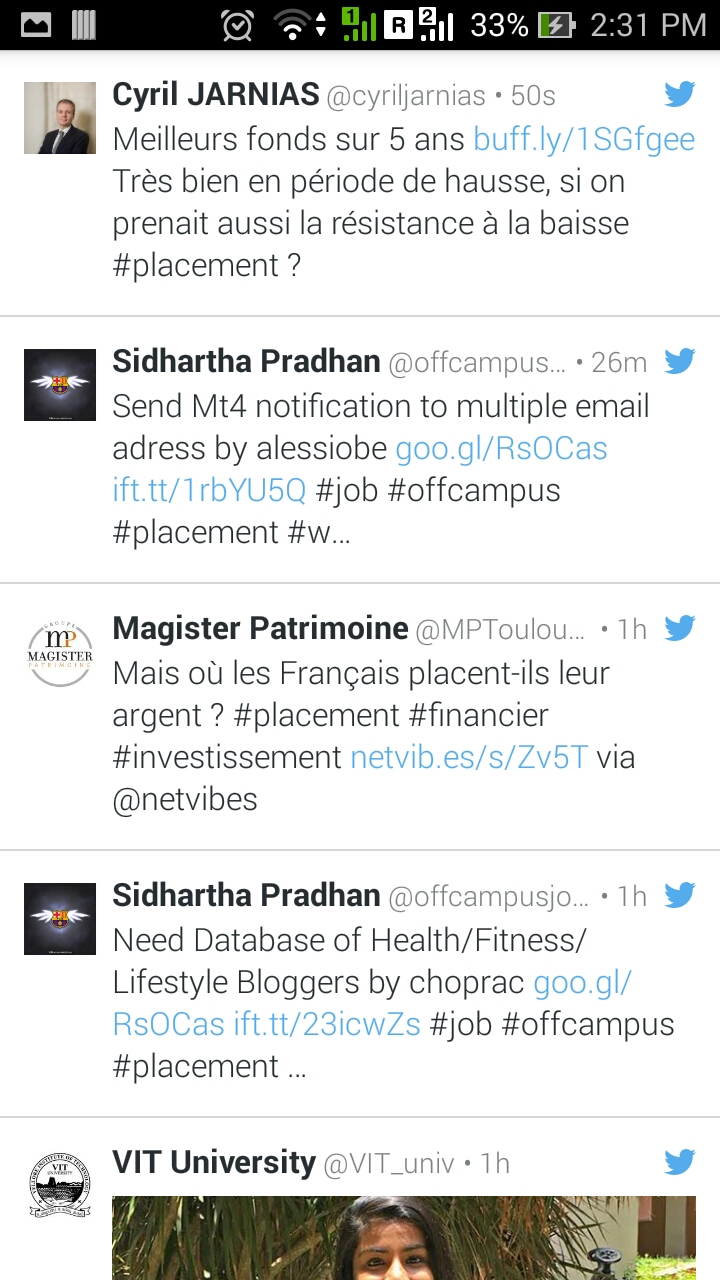 1 R 2 33% 2:31 PM
Cyril JARNIAS @cyriljarnias • 50s
Meilleurs fonds sur 5 ans buff.ly/1SGfgee
Très bien en période de hausse, si on
prenait aussi la résistance à la baisse
#placement ?
Sidhartha Pradhan @offcampus... • 26m
Send Mt4 notification to multiple email
adress by alessiobe goo.gl/RsOCas
ift.tt/1rbYU5Q #job #offcampus
#placement #w...
GROUPE
MP
MAGISTER
PATRIMOINE
Magister Patrimoine @MPToulou... • 1h
Mais où les Français placent-ils leur
argent ? #placement #financier
#investissement netvib.es/s/Zv5T via
@netvibes
Sidhartha Pradhan @offcampusjo... • 1h
Need Database of Health/Fitness/
Lifestyle Bloggers by choprac goo.gl/
RsOCas ift.tt/23icwZs #job #offcampus
#placement ...
VIT
VIT University @VIT_univ • 1h